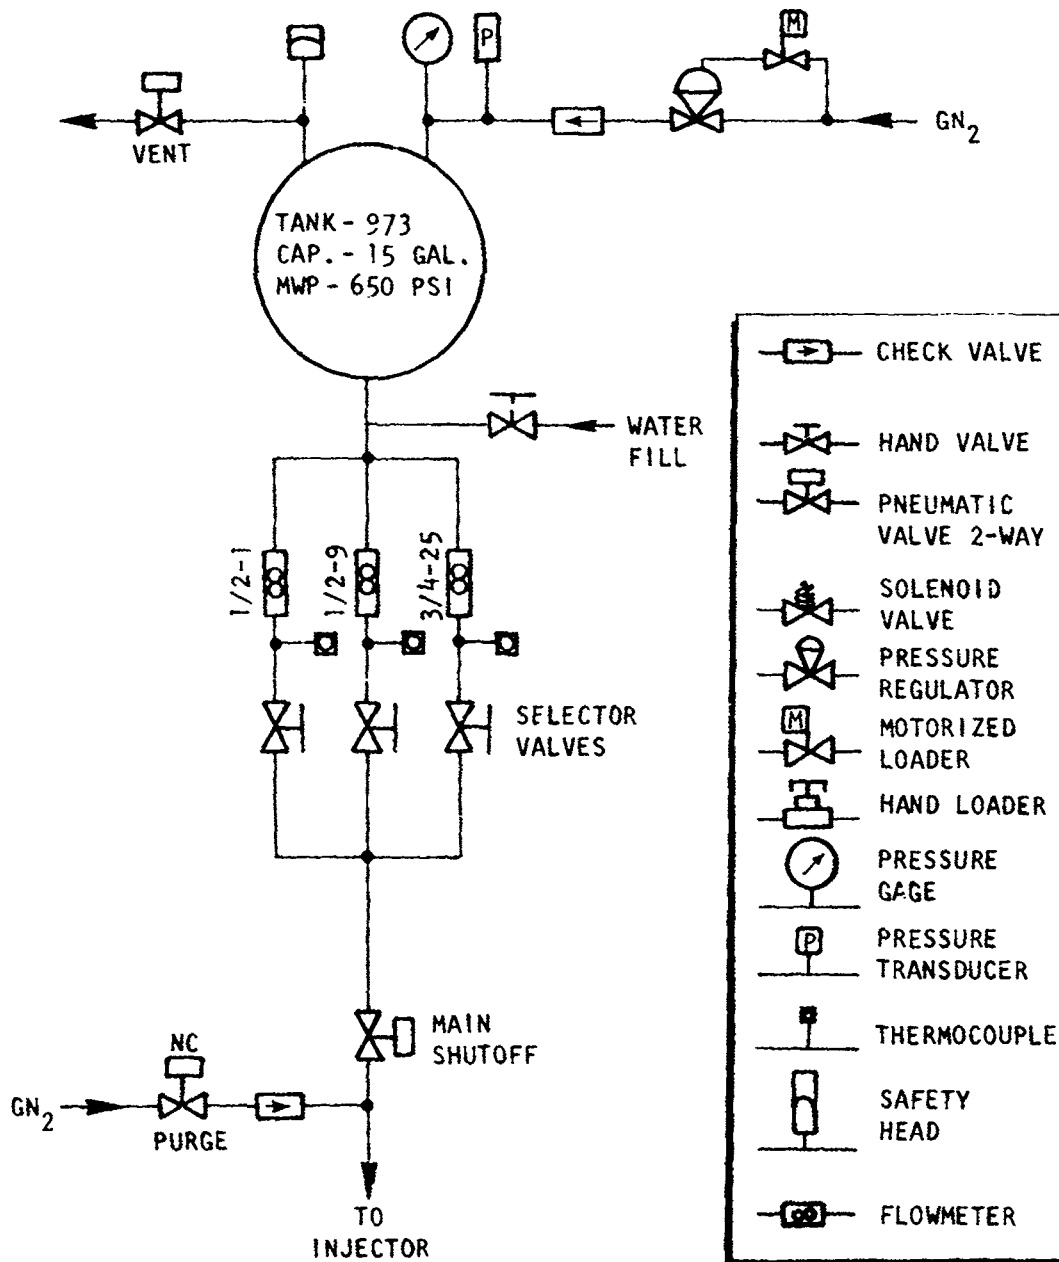 P
M
GN2
VENT
TANK - 973
CAP. - 15 GAL.
MWP - 650 PSI
WATER
FILL
1/2-1
1/2-9
3/4-25
SELECTOR
VALVES
MAIN
SHUTOFF
NC
GN2
PURGE
TO
INJECTOR
CHECK VALVE
HAND VALVE
PNEUMATIC
VALVE 2-WAY
SOLENOID
VALVE
PRESSURE
REGULATOR
M
MOTORIZED
LOADER
HAND LOADER
PRESSURE
GAGE
P
PRESSURE
TRANSDUCER
THERMOCOUPLE
SAFETY
HEAD
FLOWMETER